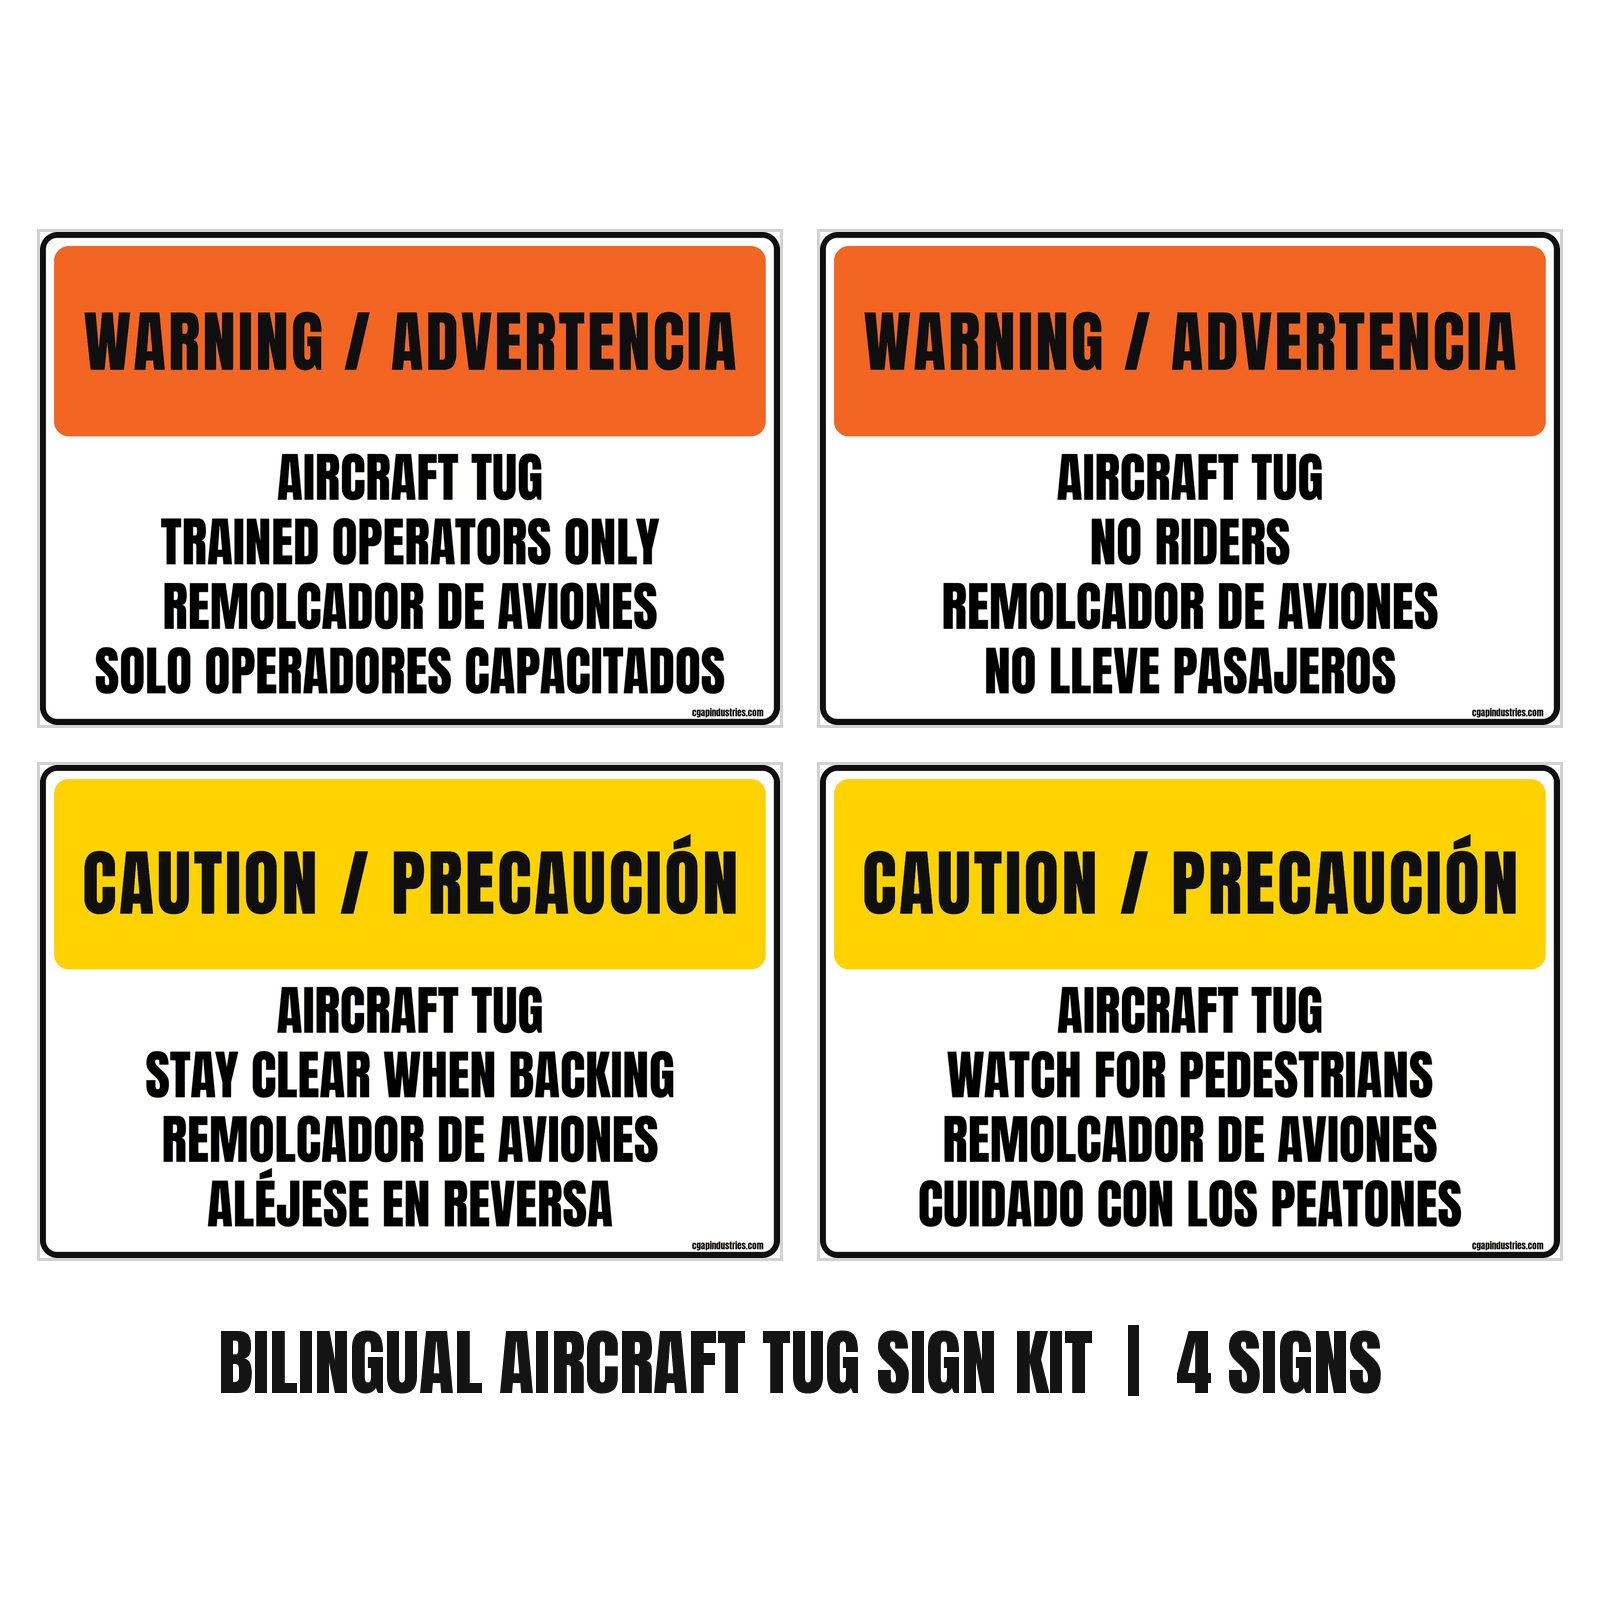 WARNING / ADVERTENCIA
AIRCRAFT TUG
TRAINED OPERATORS ONLY
REMOLCADOR DE AVIONES
SOLO OPERADORES CAPACITADOS
cgapindustries.com
WARNING / ADVERTENCIA
AIRCRAFT TUG
NO RIDERS
REMOLCADOR DE AVIONES
NO LLEVE PASAJEROS
cgapindustries.com
CAUTION / PRECAUCIÓN
AIRCRAFT TUG
STAY CLEAR WHEN BACKING
REMOLCADOR DE AVIONES
ALÉJESE EN REVERSA
cgapindustries.com
CAUTION / PRECAUCIÓN
AIRCRAFT TUG
WATCH FOR PEDESTRIANS
REMOLCADOR DE AVIONES
CUIDADO CON LOS PEATONES
cgapindustries.com
BILINGUAL AIRCRAFT TUG SIGN KIT | 4 SIGNS